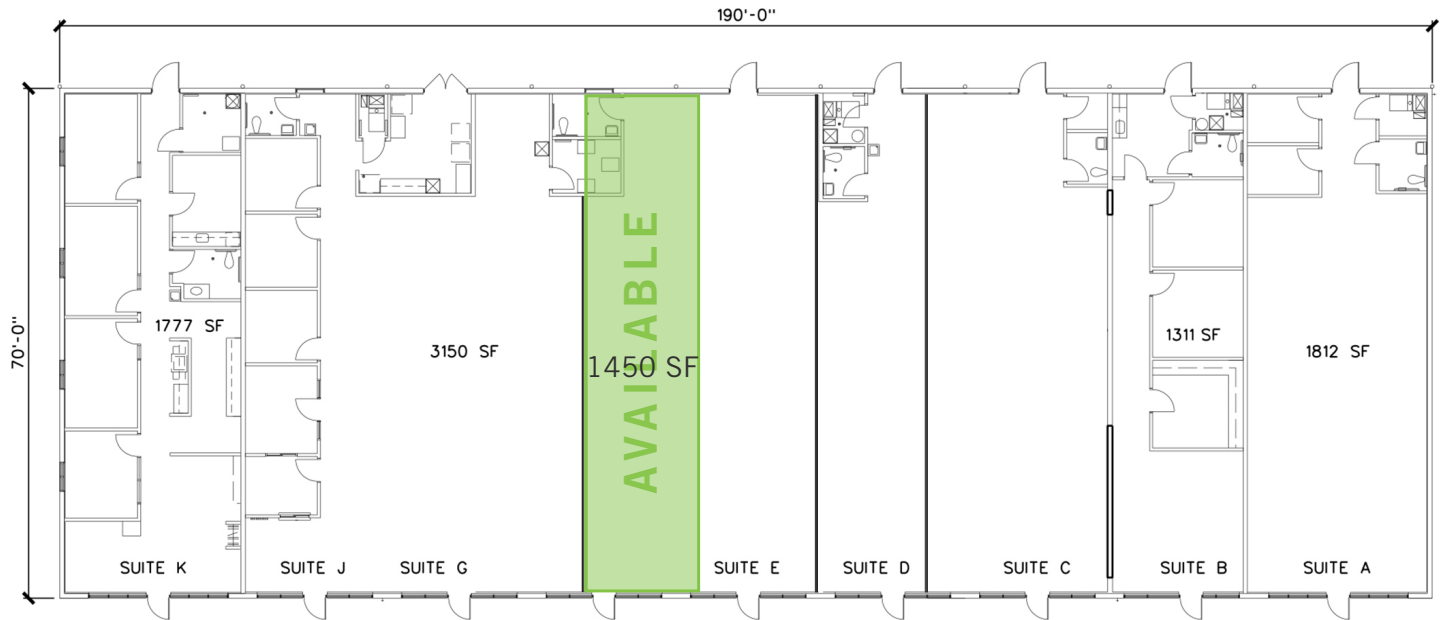 190'-0"
70'-0"
1777 SF
3150 SF
1450 SF
AVAILABLE
1311 SF
1812 SF
SUITE K
SUITE J
SUITE G
SUITE E
SUITE D
SUITE C
SUITE B
SUITE A